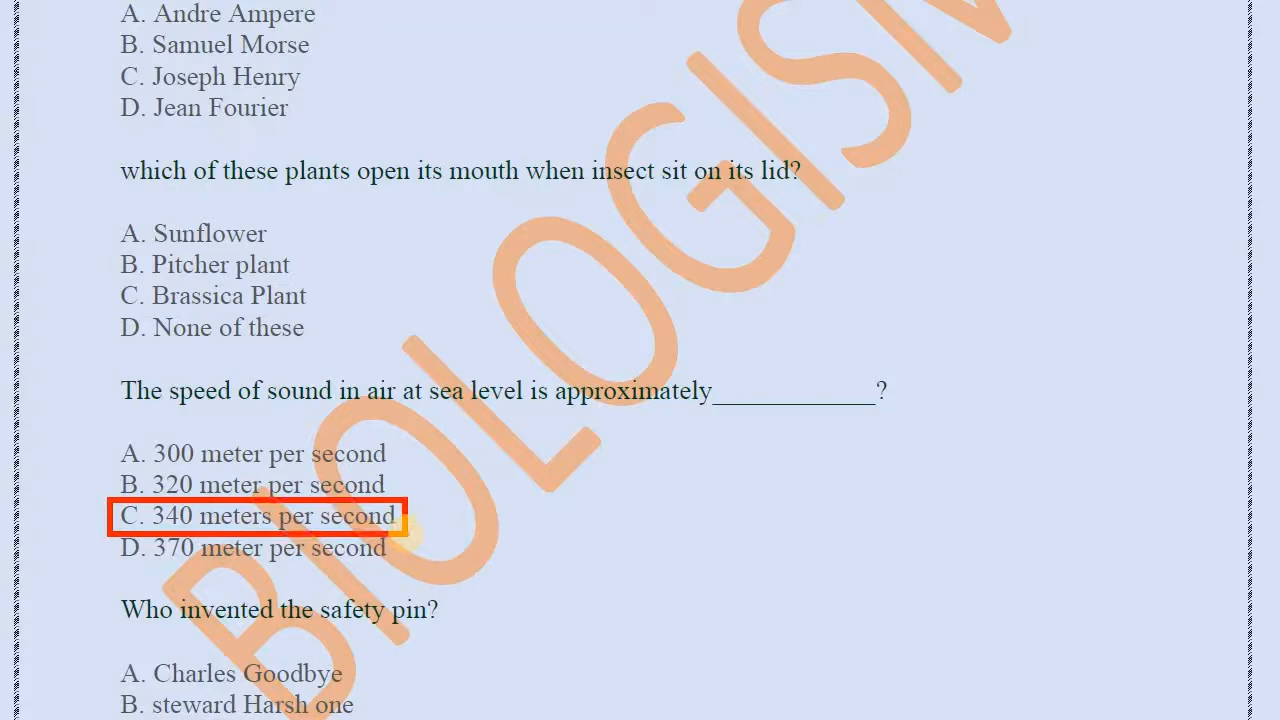 A. Andre Ampere
B. Samuel Morse
C. Joseph Henry
D. Jean Fourier
which of these plants open its mouth when insect sit on its lid?
A. Sunflower
B. Pitcher plant
C. Brassica Plant
D. None of these
The speed of sound in air at sea level is approximately____________?
A. 300 meter per second
B. 320 meter per second
C. 340 meters per second
D. 370 meter per second
Who invented the safety pin?
A. Charles Goodbye
B. steward Harsh one
BIOLOGISM